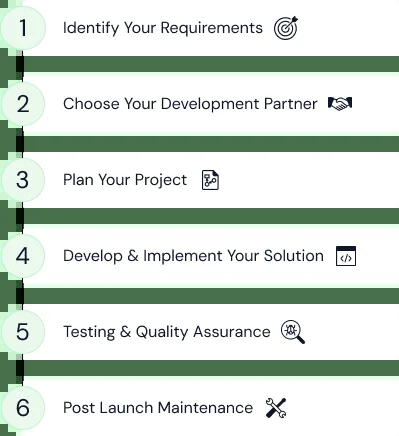 1 Identify Your Requirements
2 Choose Your Development Partner
3 Plan Your Project
4 Develop & Implement Your Solution </>
5 Testing & Quality Assurance
6 Post Launch Maintenance